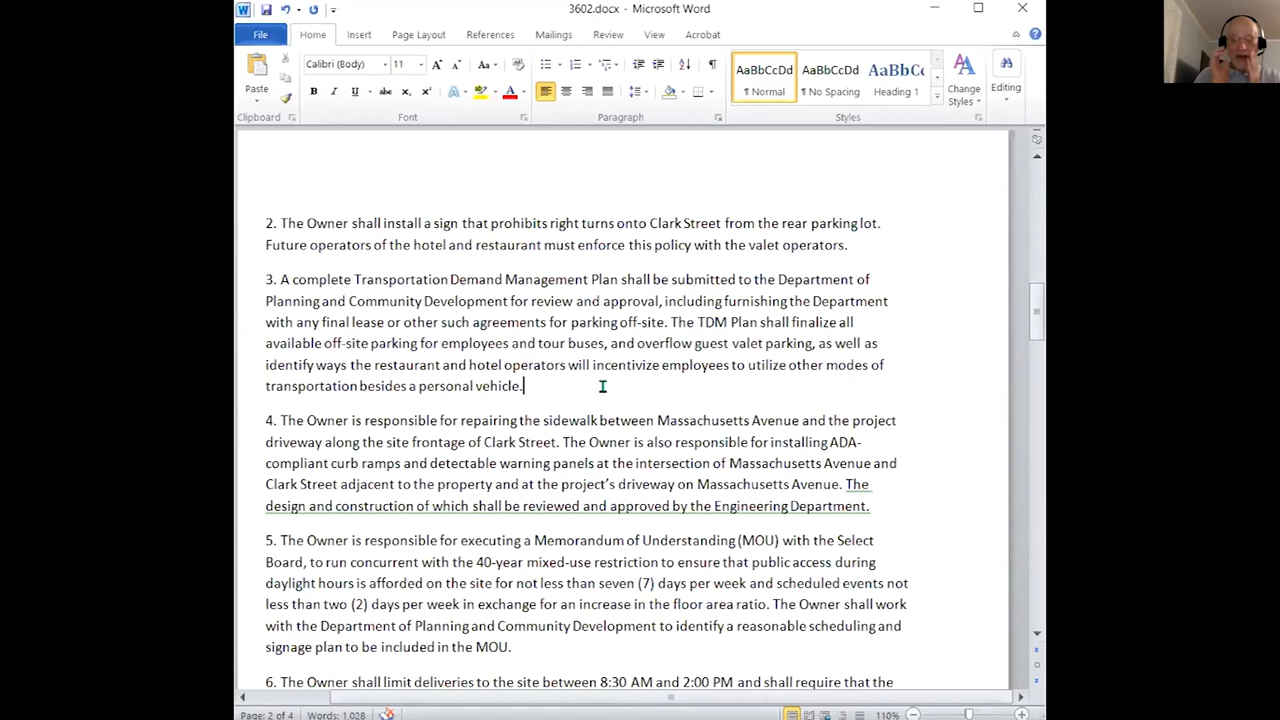 3602.docx - Microsoft Word
File Home Insert Page Layout References Mailings Review View Acrobat
Calibri (Body) 11
AaBbCcDd AaBbCcDd AaBbCc
Paste
¶ Normal ¶ No Spacing Heading 1
Change Styles
Editing
Clipboard Font Paragraph Styles
2. The Owner shall install a sign that prohibits right turns onto Clark Street from the rear parking lot.
Future operators of the hotel and restaurant must enforce this policy with the valet operators.
3. A complete Transportation Demand Management Plan shall be submitted to the Department of
Planning and Community Development for review and approval, including furnishing the Department
with any final lease or other such agreements for parking off-site. The TDM Plan shall finalize all
available off-site parking for employees and tour buses, and overflow guest valet parking, as well as
identify ways the restaurant and hotel operators will incentivize employees to utilize other modes of
transportation besides a personal vehicle.
4. The Owner is responsible for repairing the sidewalk between Massachusetts Avenue and the project
driveway along the site frontage of Clark Street. The Owner is also responsible for installing ADA-
compliant curb ramps and detectable warning panels at the intersection of Massachusetts Avenue and
Clark Street adjacent to the property and at the project's driveway on Massachusetts Avenue. The
design and construction of which shall be reviewed and approved by the Engineering Department.
5. The Owner is responsible for executing a Memorandum of Understanding (MOU) with the Select
Board, to run concurrent with the 40-year mixed-use restriction to ensure that public access during
daylight hours is afforded on the site for not less than seven (7) days per week and scheduled events not
less than two (2) days per week in exchange for an increase in the floor area ratio. The Owner shall work
with the Department of Planning and Community Development to identify a reasonable scheduling and
signage plan to be included in the MOU.
6. The Owner shall limit deliveries to the site between 8:30 AM and 2:00 PM and shall require that the
Page: 2 of 4 Words: 1,028 110%